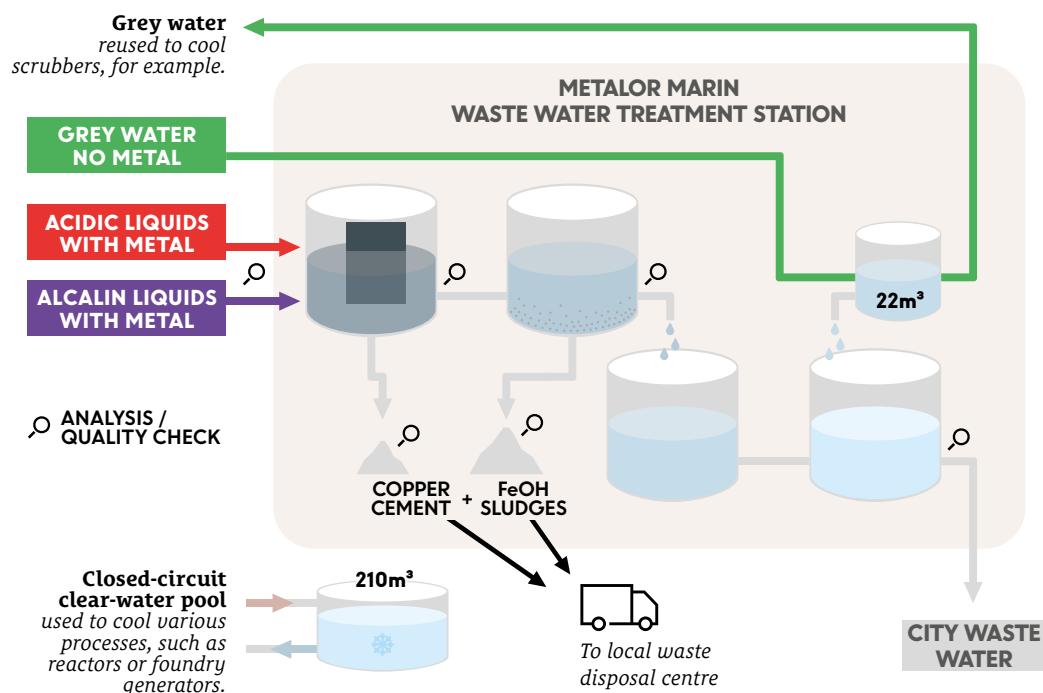 Grey water
reused to cool
scrubbers, for example.
METALOR MARIN
WASTE WATER TREATMENT STATION
GREY WATER
NO METAL
ACIDIC LIQUIDS
WITH METAL
ALCALIN LIQUIDS
WITH METAL
22m³
ANALYSIS /
QUALITY CHECK
COPPER
CEMENT
+
FeOH
SLUDGES
Closed-circuit
clear-water pool
used to cool various
processes, such as
reactors or foundry
generators.
210m³
To local waste
disposal centre
CITY WASTE
WATER